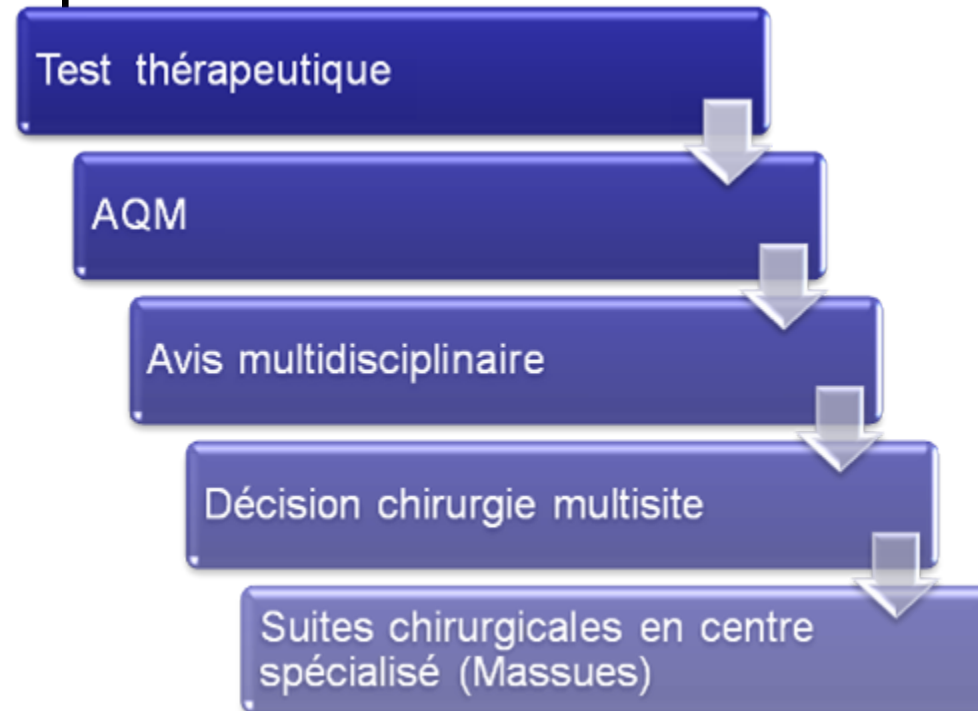 Test thérapeutique
AQM
Avis multidisciplinaire
Décision chirurgie multisite
Suites chirurgicales en centre
spécialisé (Massues)